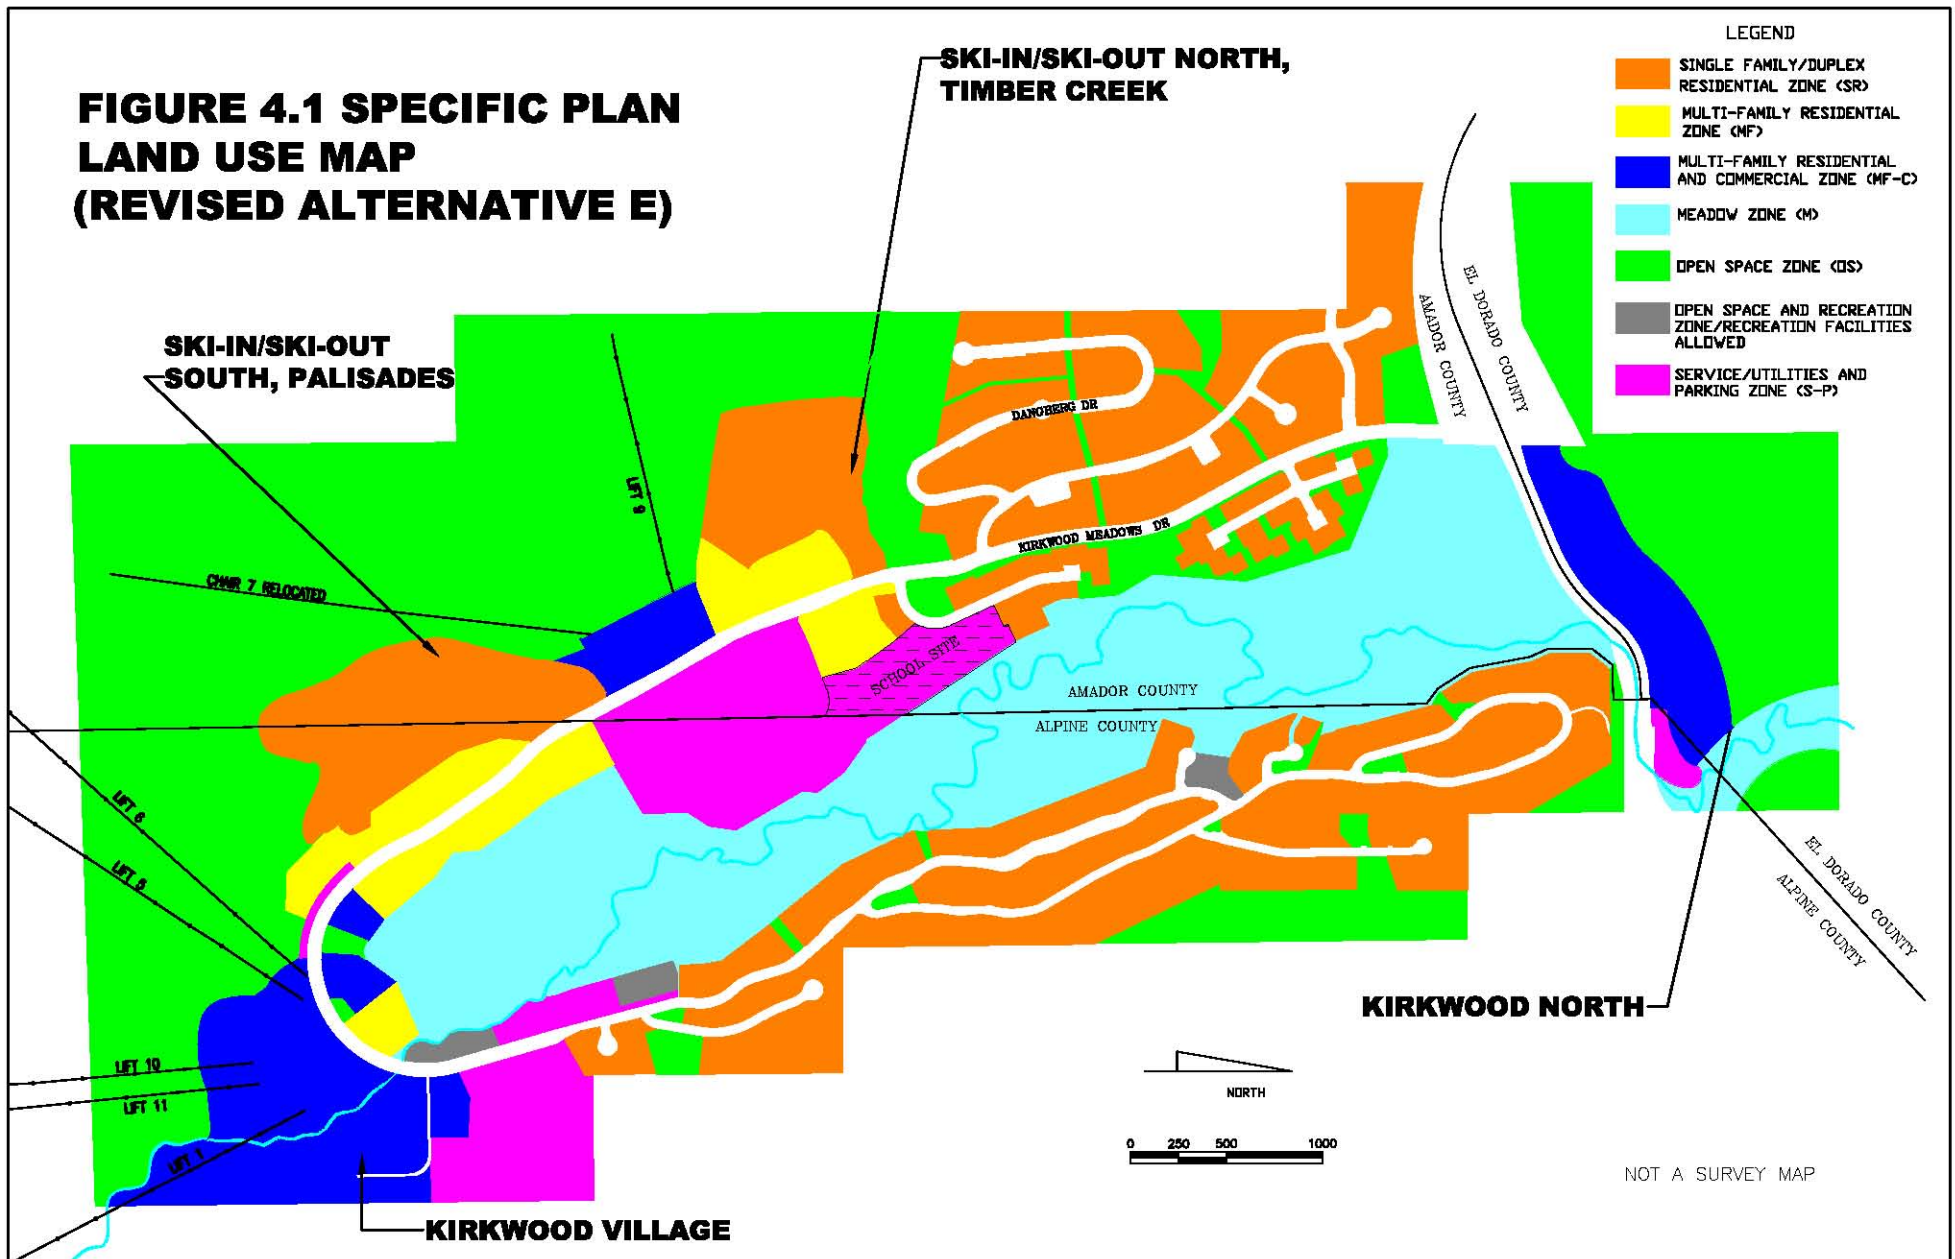 FIGURE 4.1 SPECIFIC PLAN
LAND USE MAP
(REVISED ALTERNATIVE E)
SKI-IN/SKI-OUT NORTH,
TIMBER CREEK
SKI-IN/SKI-OUT
SOUTH, PALISADES
LEGEND
SINGLE FAMILY/DUPLEX
RESIDENTIAL ZONE (SR)
MULTI-FAMILY RESIDENTIAL
ZONE (MF)
MULTI-FAMILY RESIDENTIAL
AND COMMERCIAL ZONE (MF-C)
MEADOW ZONE (M)
OPEN SPACE ZONE (OS)
OPEN SPACE AND RECREATION
ZONE/RECREATION FACILITIES
ALLOWED
SERVICE/UTILITIES AND
PARKING ZONE (S-P)
EL DORADO COUNTY
AMADOR COUNTY
DANGBERG DR
KIRKWOOD MEADOWS DR
LIFT 9
CHAIR 7 RELOCATED
SCHOOL SITE
AMADOR COUNTY
ALPINE COUNTY
LIFT 6
LIFT 5
LIFT 10
LIFT 11
LIFT 1
EL DORADO COUNTY
ALPINE COUNTY
KIRKWOOD NORTH
NORTH
0 250 500 1000
NOT A SURVEY MAP
KIRKWOOD VILLAGE